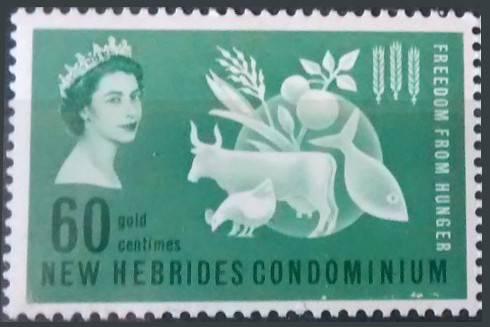 FREEDOM FROM HUNGER
60 gold
centimes
NEW HEBRIDES CONDOMINIUM